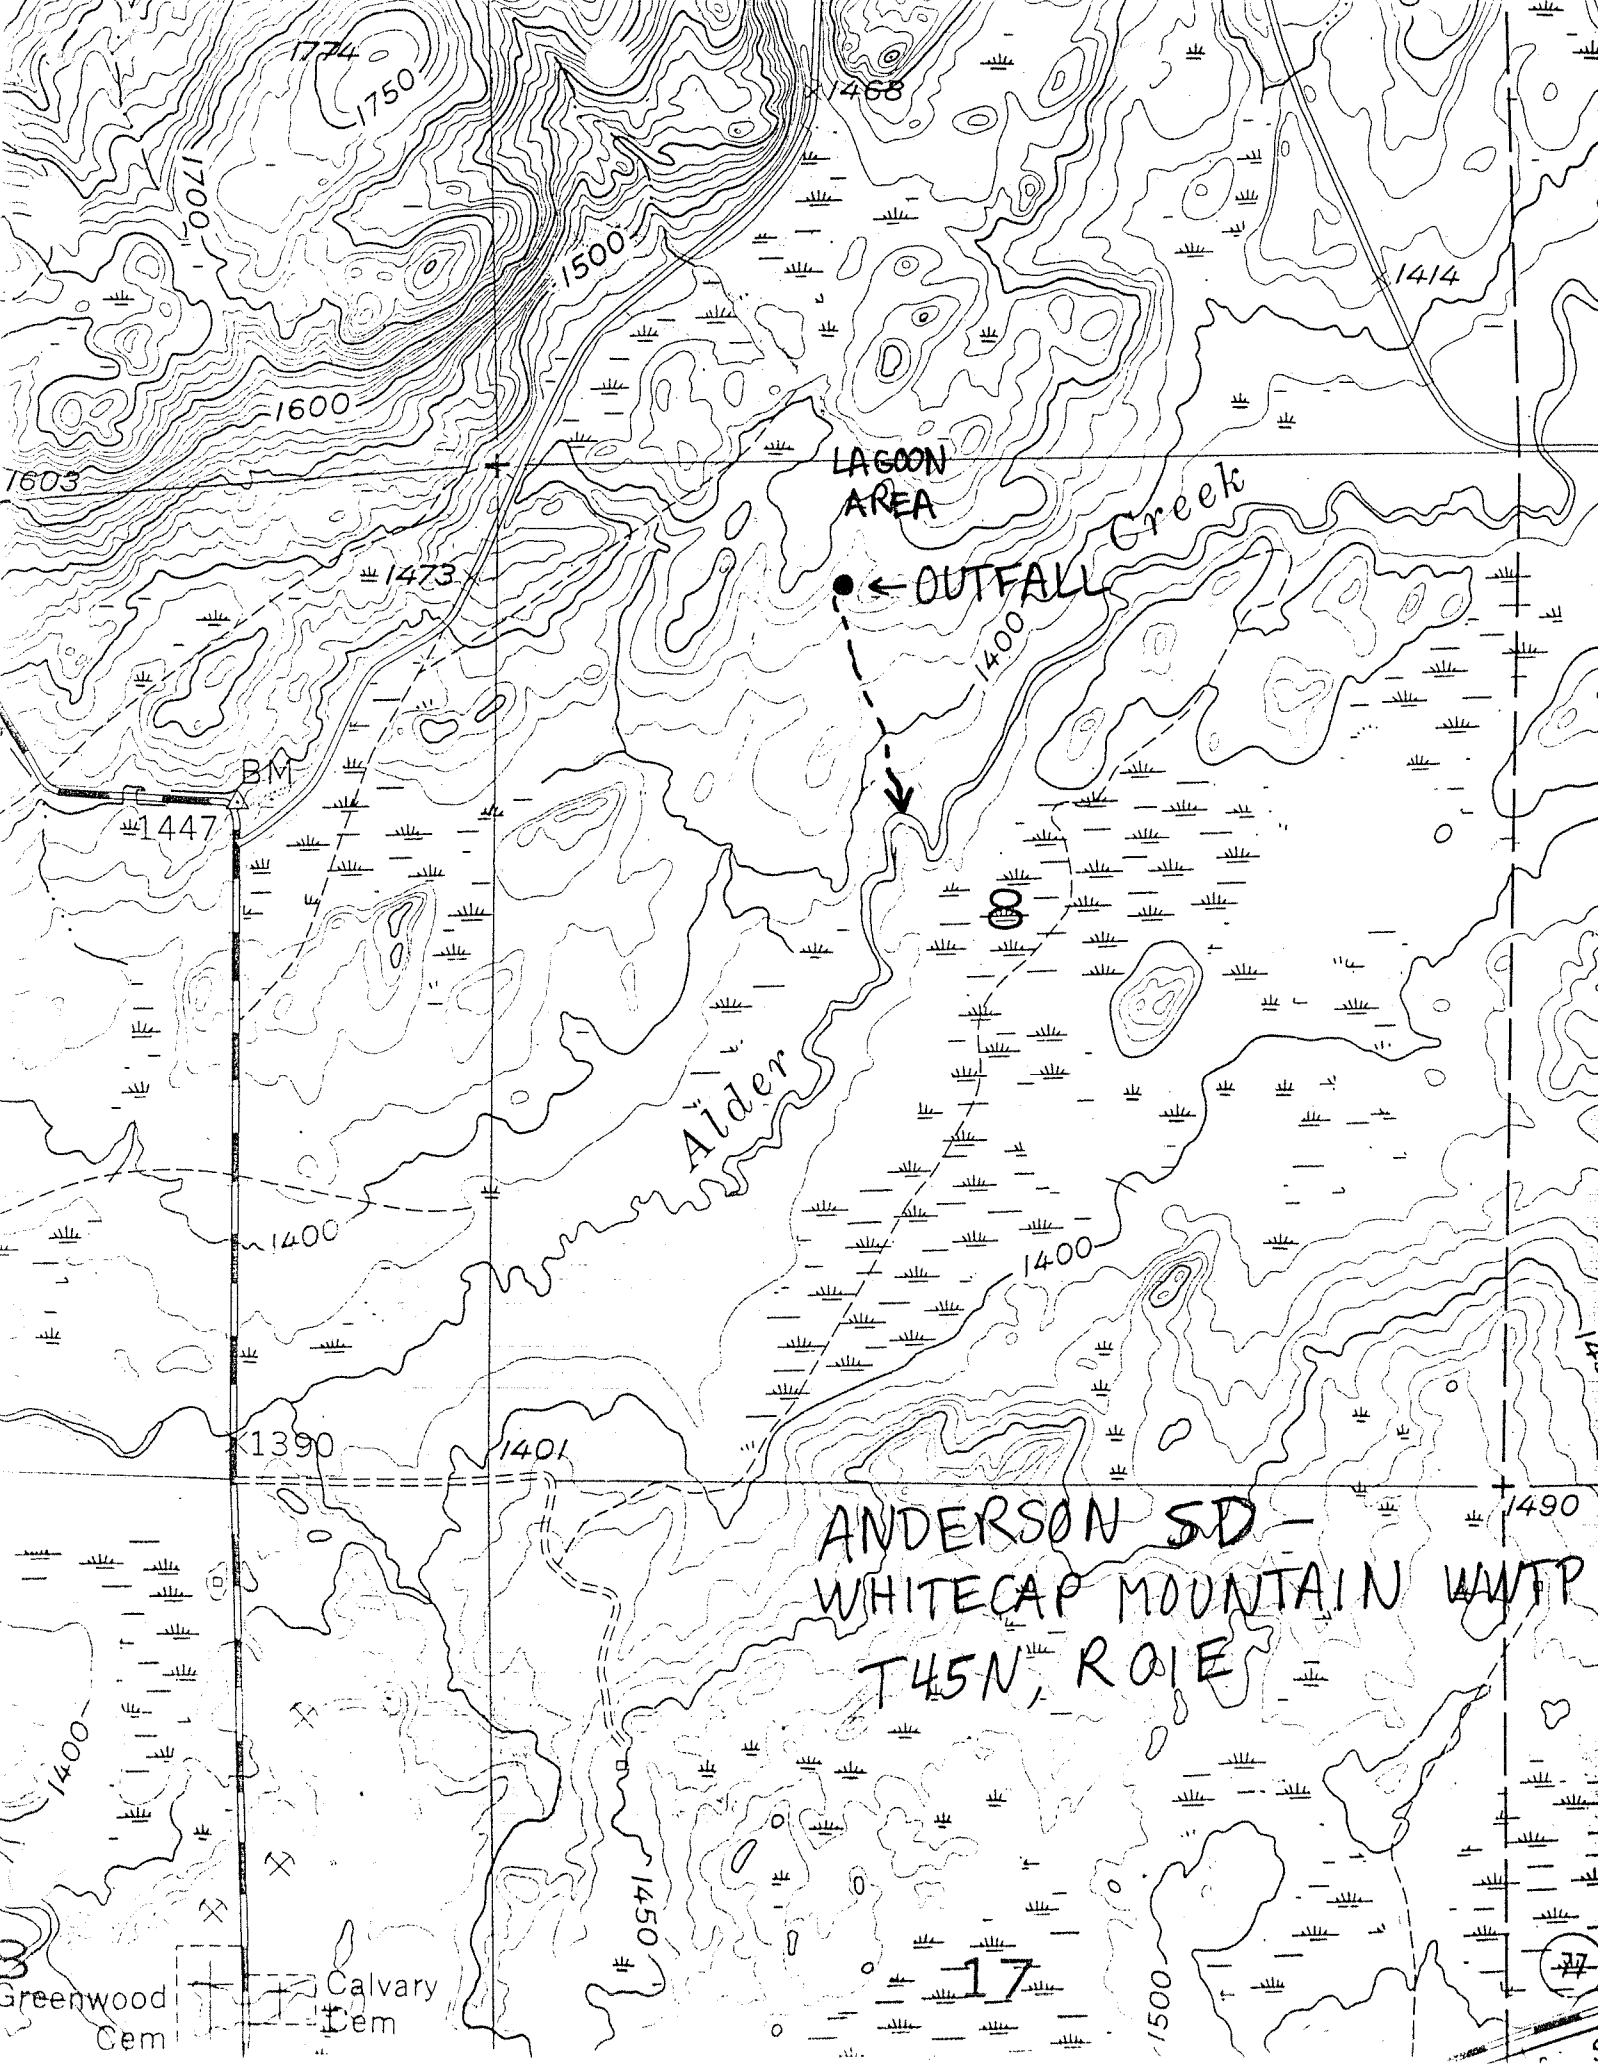 1774
1750
1468
1700
1500
1414
1600
1603
LAGOON
AREA
Creek
1473
← OUTFALL
1400
BM
1447
8
Alder
1400
1400
1390
1401
1490
ANDERSON SD -
WHITECAP MOUNTAIN WWTP
T45N, R01E
1400
1450
17
1500
77
Greenwood
Cem
Calvary
Cem